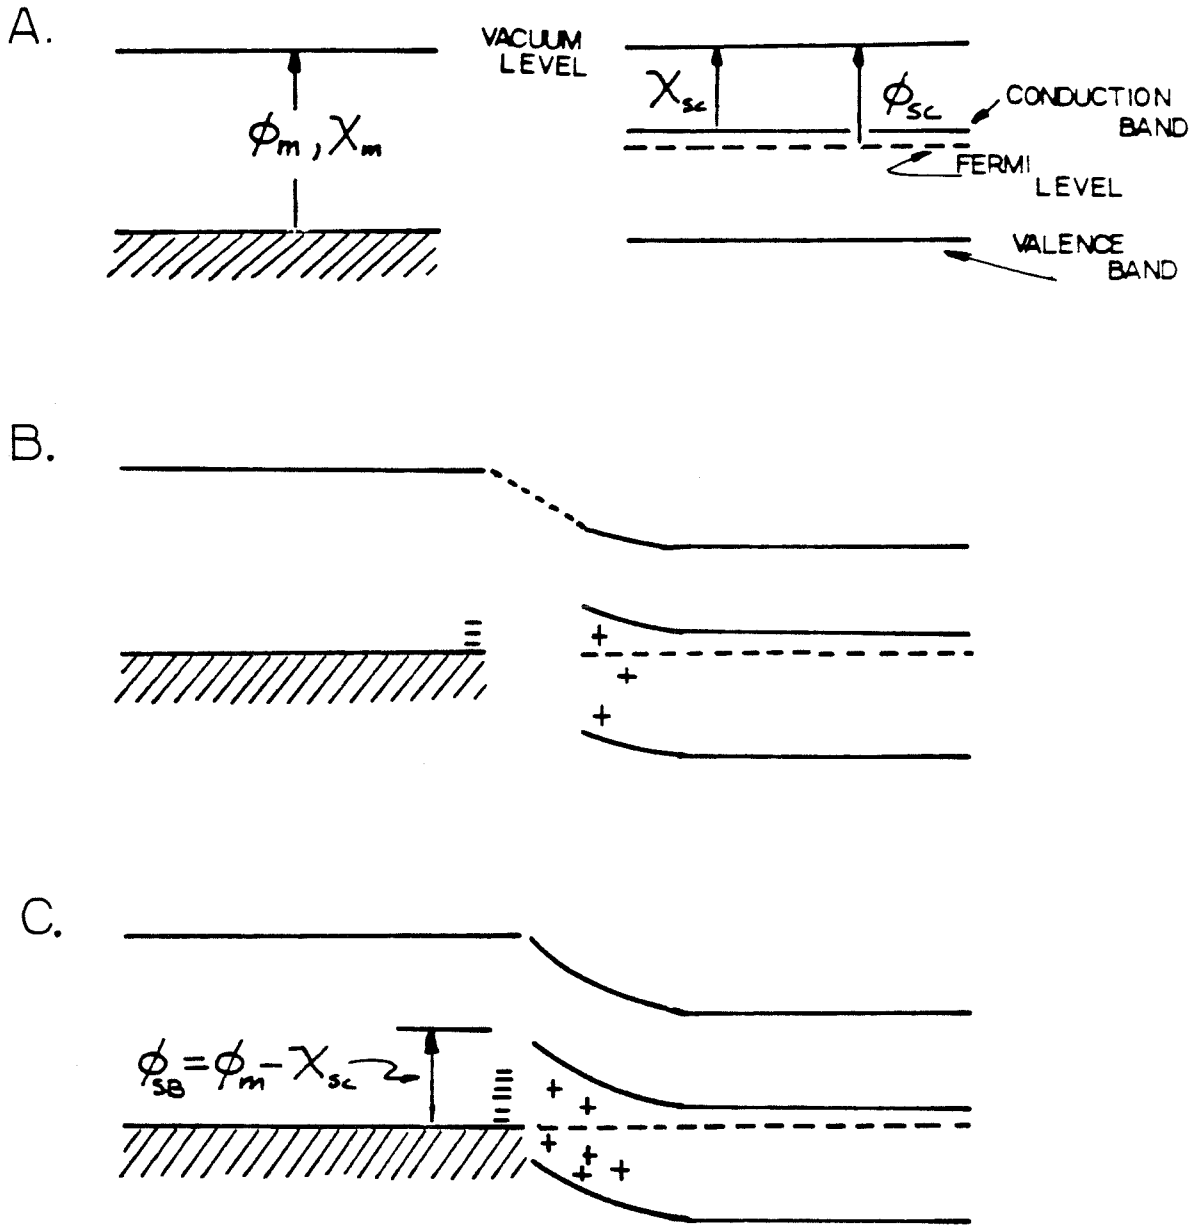 A.
VACUUM
LEVEL
ϕm, χm
χsc
ϕsc
CONDUCTION
BAND
FERMI
LEVEL
VALENCE
BAND
B.
+
+
+
C.
ϕSB = ϕm - χsc
+
+
+
+
+
+